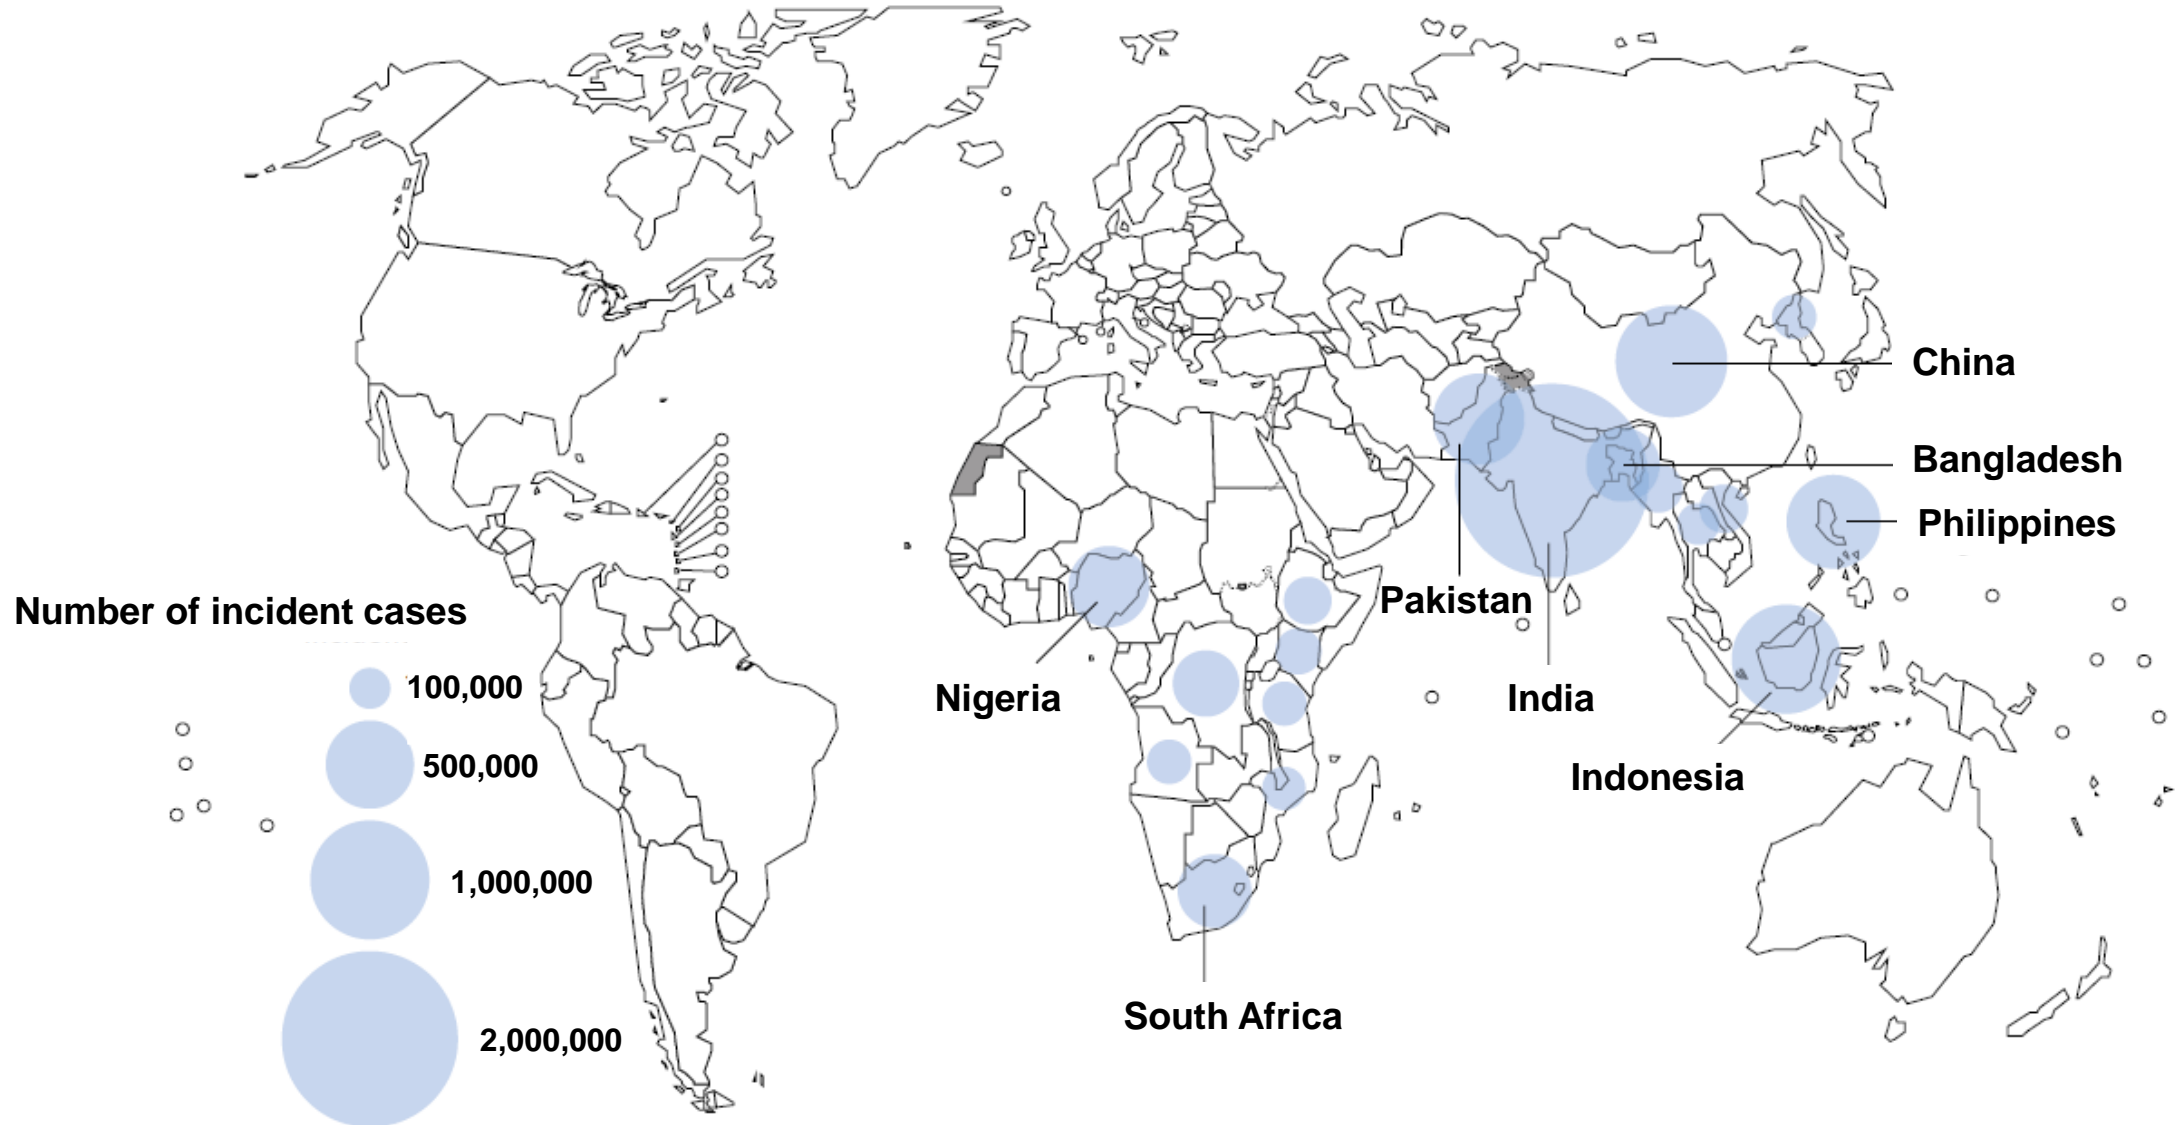 China
Bangladesh
Philippines
Pakistan
Number of incident cases
100,000
500,000
1,000,000
2,000,000
Nigeria
India
Indonesia
South Africa